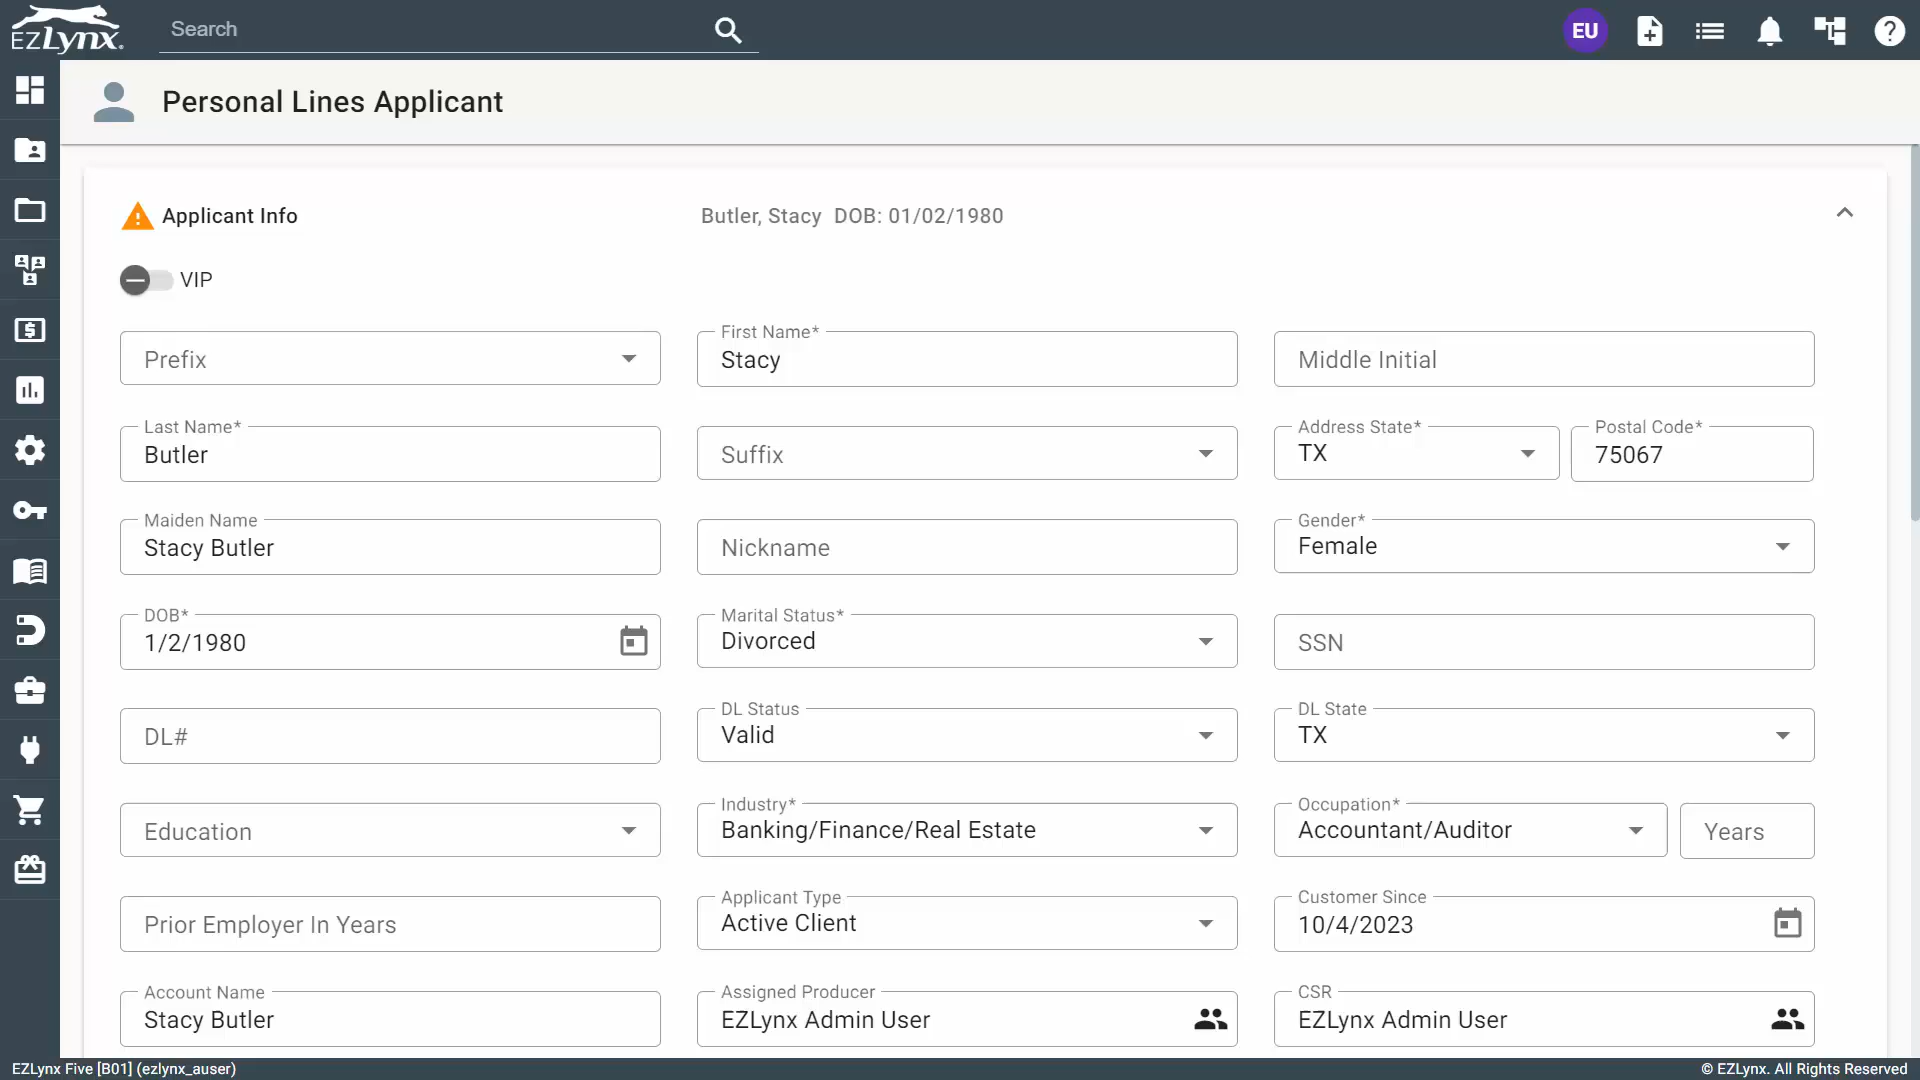 EZLynx.
Search
EU
Personal Lines Applicant
Applicant Info
Butler, Stacy DOB: 01/02/1980
VIP
Prefix
First Name*
Stacy
Middle Initial
Last Name*
Butler
Suffix
Address State*
TX
Postal Code*
75067
Maiden Name
Stacy Butler
Nickname
Gender*
Female
DOB*
1/2/1980
Marital Status*
Divorced
SSN
DL#
DL Status
Valid
DL State
TX
Education
Industry*
Banking/Finance/Real Estate
Occupation*
Accountant/Auditor
Years
Prior Employer In Years
Applicant Type
Active Client
Customer Since
10/4/2023
Account Name
Stacy Butler
Assigned Producer
EZLynx Admin User
CSR
EZLynx Admin User
EZLynx Five [B01] (ezlynx_auser)
© EZLynx. All Rights Reserved